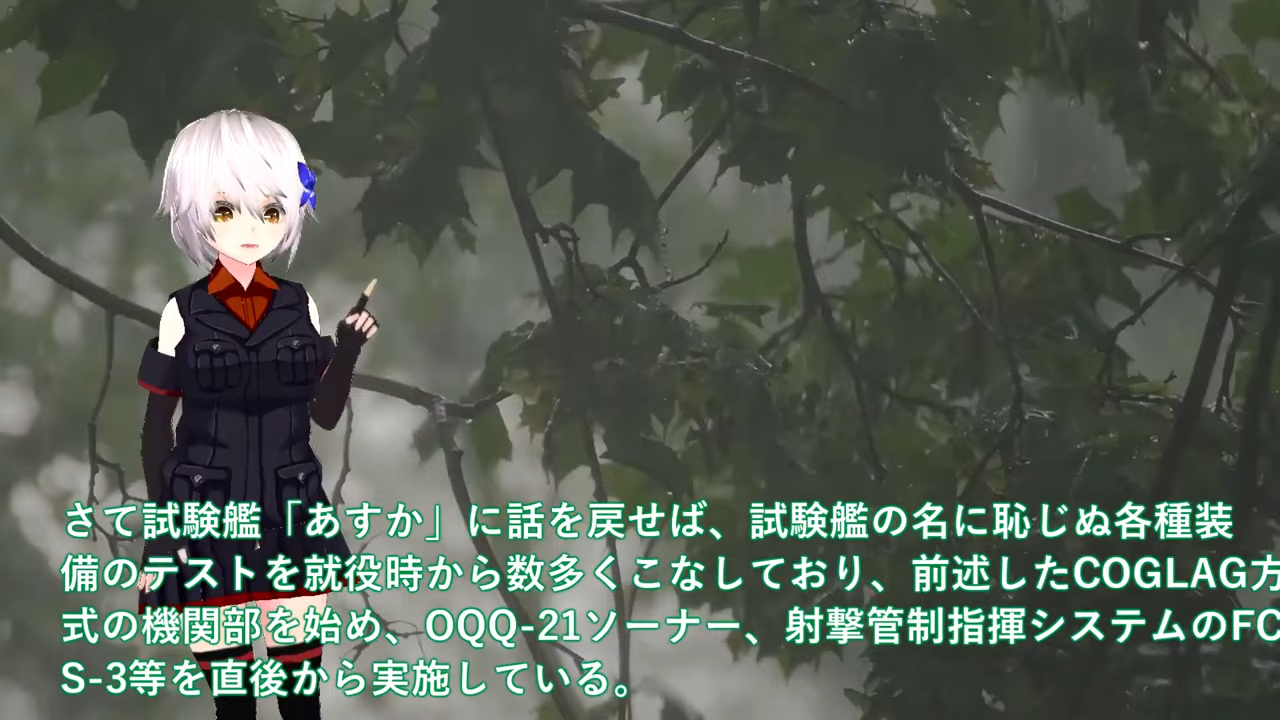 さて試験艦「あすか」に話を戻せば、試験艦の名に恥じぬ各種装
備のテストを就役時から数多くこなしており、前述したCOGLAG方
式の機関部を始め、OQQ-21ソーナー、射撃管制指揮システムのFC
S-3等を直後から実施している。